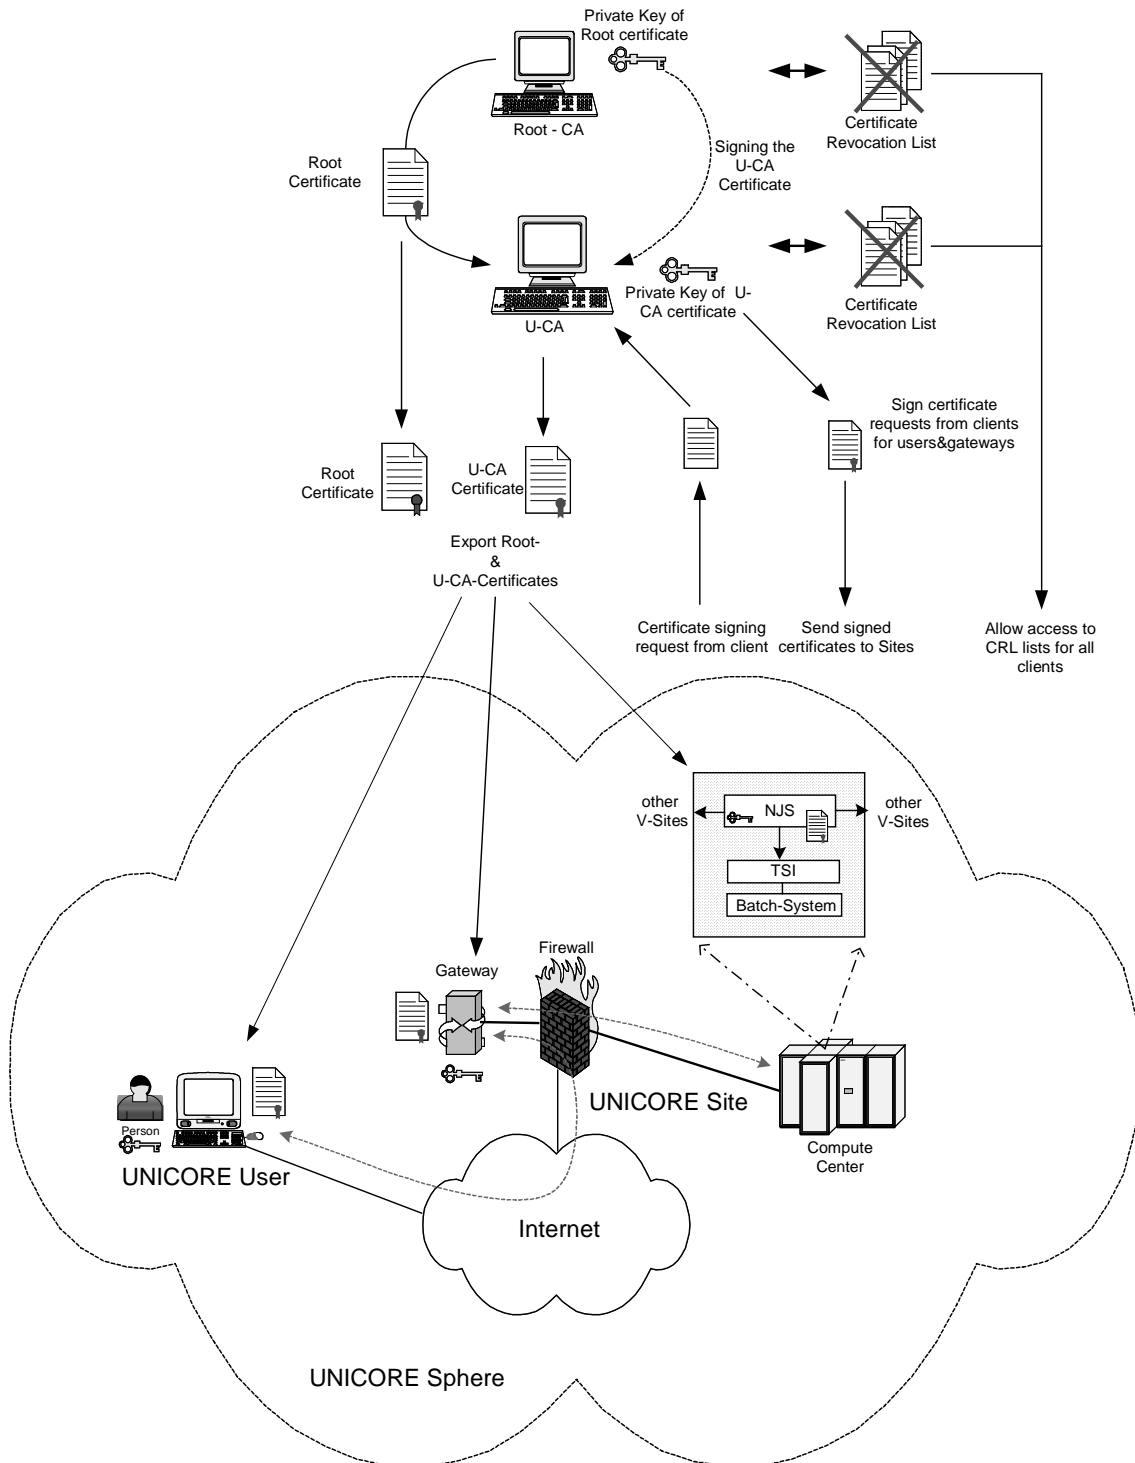 Private Key of
Root certificate
Root - CA
Certificate
Revocation List
Signing the
U-CA
Certificate
Root
Certificate
Private Key of U-
CA certificate
U-CA
Certificate
Revocation List
Sign certificate
requests from clients
for users&gateways
Root
Certificate
U-CA
Certificate
Export Root-
&
U-CA-Certificates
Certificate signing
request from client
Send signed
certificates to Sites
Allow access to
CRL lists for all
clients
other
V-Sites
NJS
other
V-Sites
TSI
Batch-System
Firewall
Gateway
UNICORE Site
Person
UNICORE User
Compute
Center
Internet
UNICORE Sphere